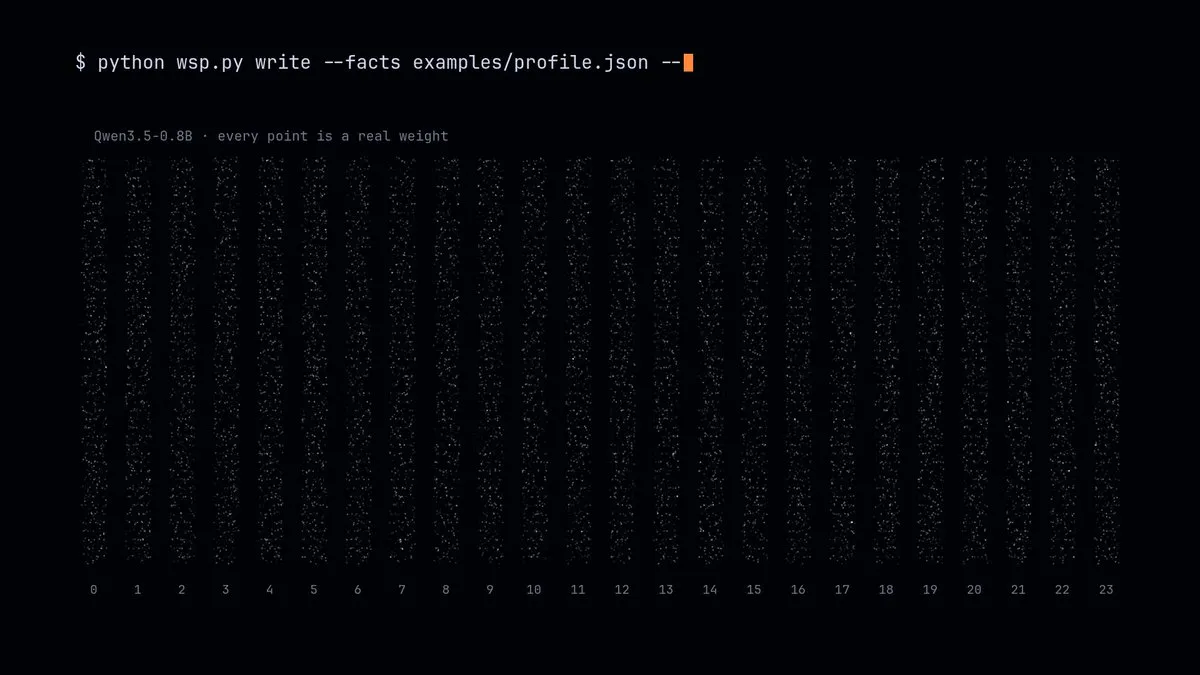 $ python wsp.py write --facts examples/profile.json --
Qwen3.5-0.8B · every point is a real weight
0 1 2 3 4 5 6 7 8 9 10 11 12 13 14 15 16 17 18 19 20 21 22 23